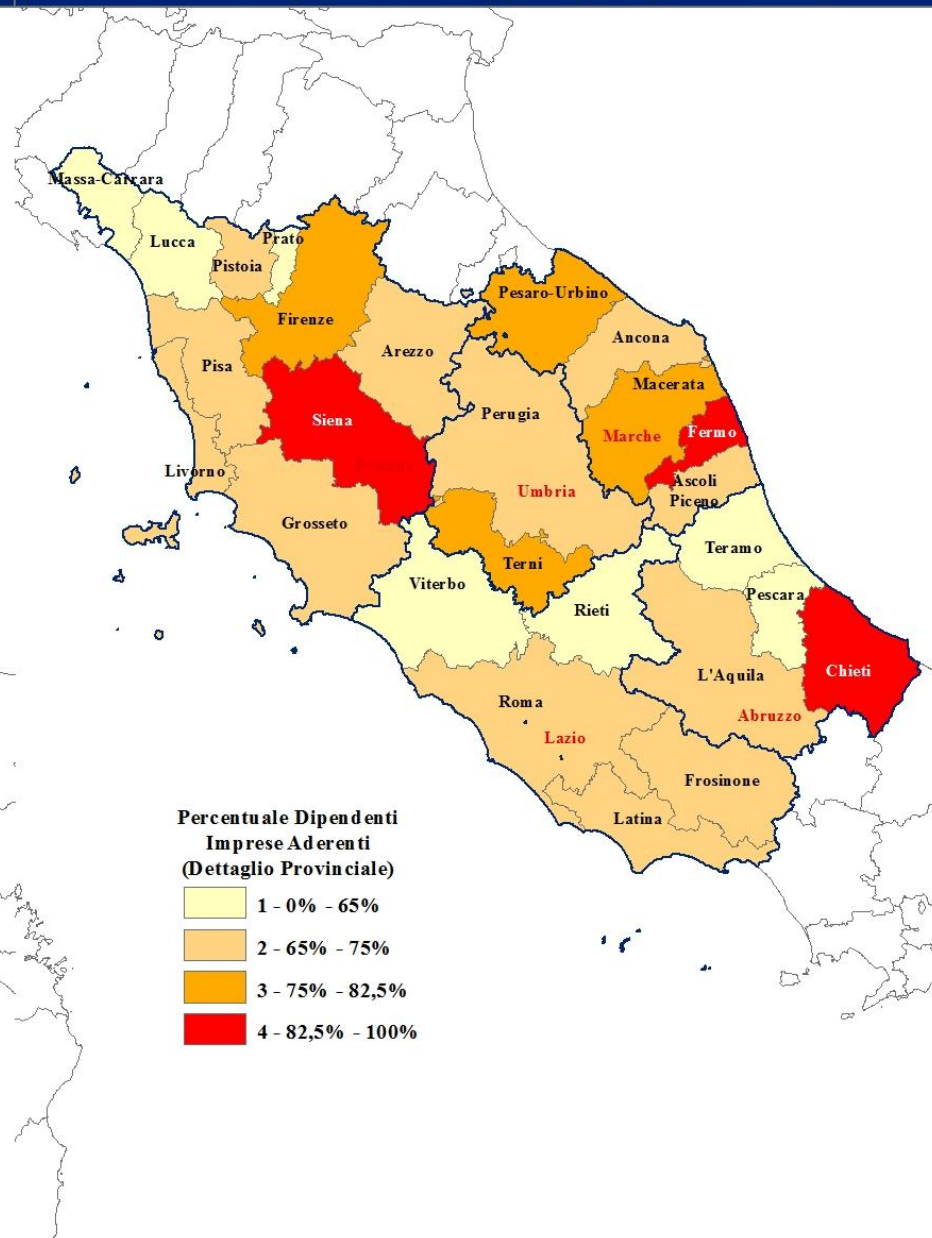 Massa-Carrara
Lucca
Prato
Pistoia
Firenze
Pesaro-Urbino
Ancona
Arezzo
Pisa
Macerata
Perugia
Siena
Marche
Fermo
Toscana
Livorno
Ascoli
Piceno
Umbria
Grosseto
Teramo
Terni
Viterbo
Pescara
Rieti
L'Aquila
Chieti
Roma
Abruzzo
Lazio
Frosinone
Latina
Percentuale Dipendenti
Imprese Aderenti
(Dettaglio Provinciale)
1 - 0% - 65%
2 - 65% - 75%
3 - 75% - 82,5%
4 - 82,5% - 100%